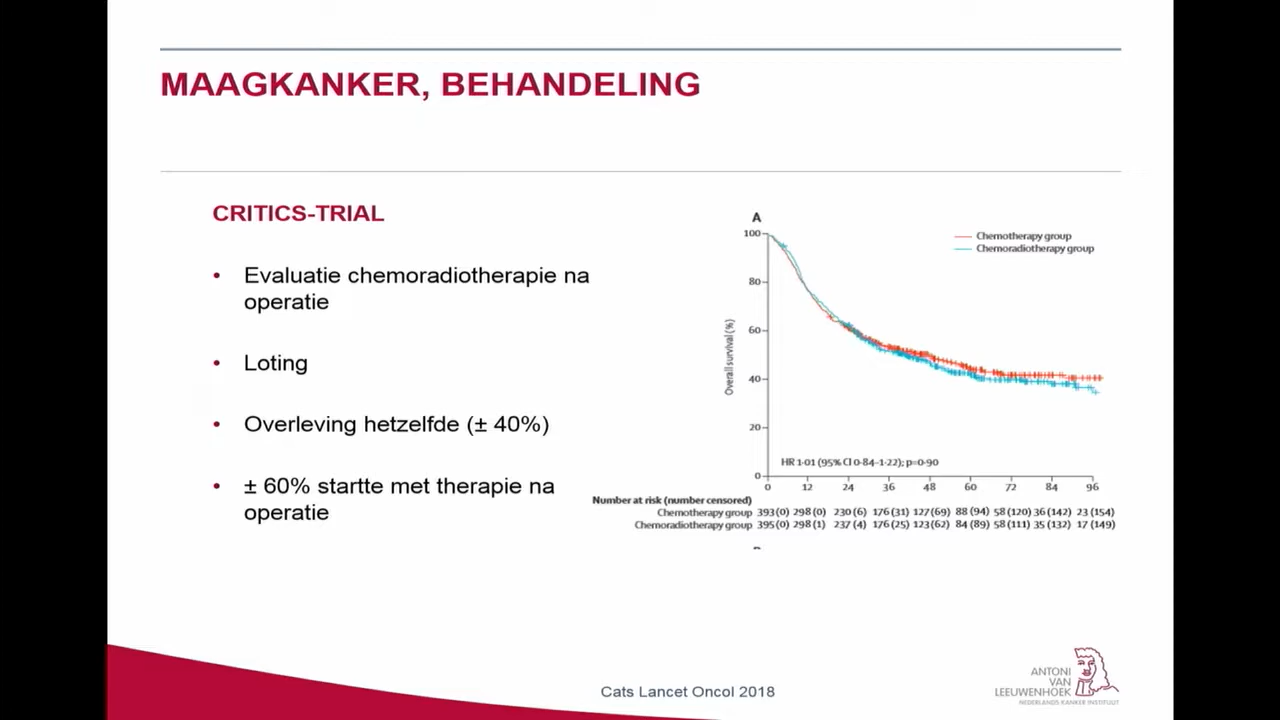 MAAGKANKER, BEHANDELING
CRITICS-TRIAL
• Evaluatie chemoradiotherapie na
operatie
• Loting
• Overleving hetzelfde (± 40%)
• ± 60% startte met therapie na
operatie
A
Chemotherapy group
Chemoradiotherapy group
Overall survival (%)
100
80
60
40
20
0
HR 1·01 (95% CI 0·84–1·22); p=0·90
0 12 24 36 48 60 72 84 96
Number at risk (number censored)
Chemotherapy group 393 (0) 298 (0) 230 (6) 176 (31) 127 (69) 88 (94) 58 (120) 36 (142) 23 (154)
Chemoradiotherapy group 395 (0) 298 (1) 237 (4) 176 (25) 123 (62) 84 (89) 58 (111) 35 (132) 17 (149)
Cats Lancet Oncol 2018
ANTONI
VAN
LEEUWENHOEK
NEDERLANDS KANKER INSTITUUT